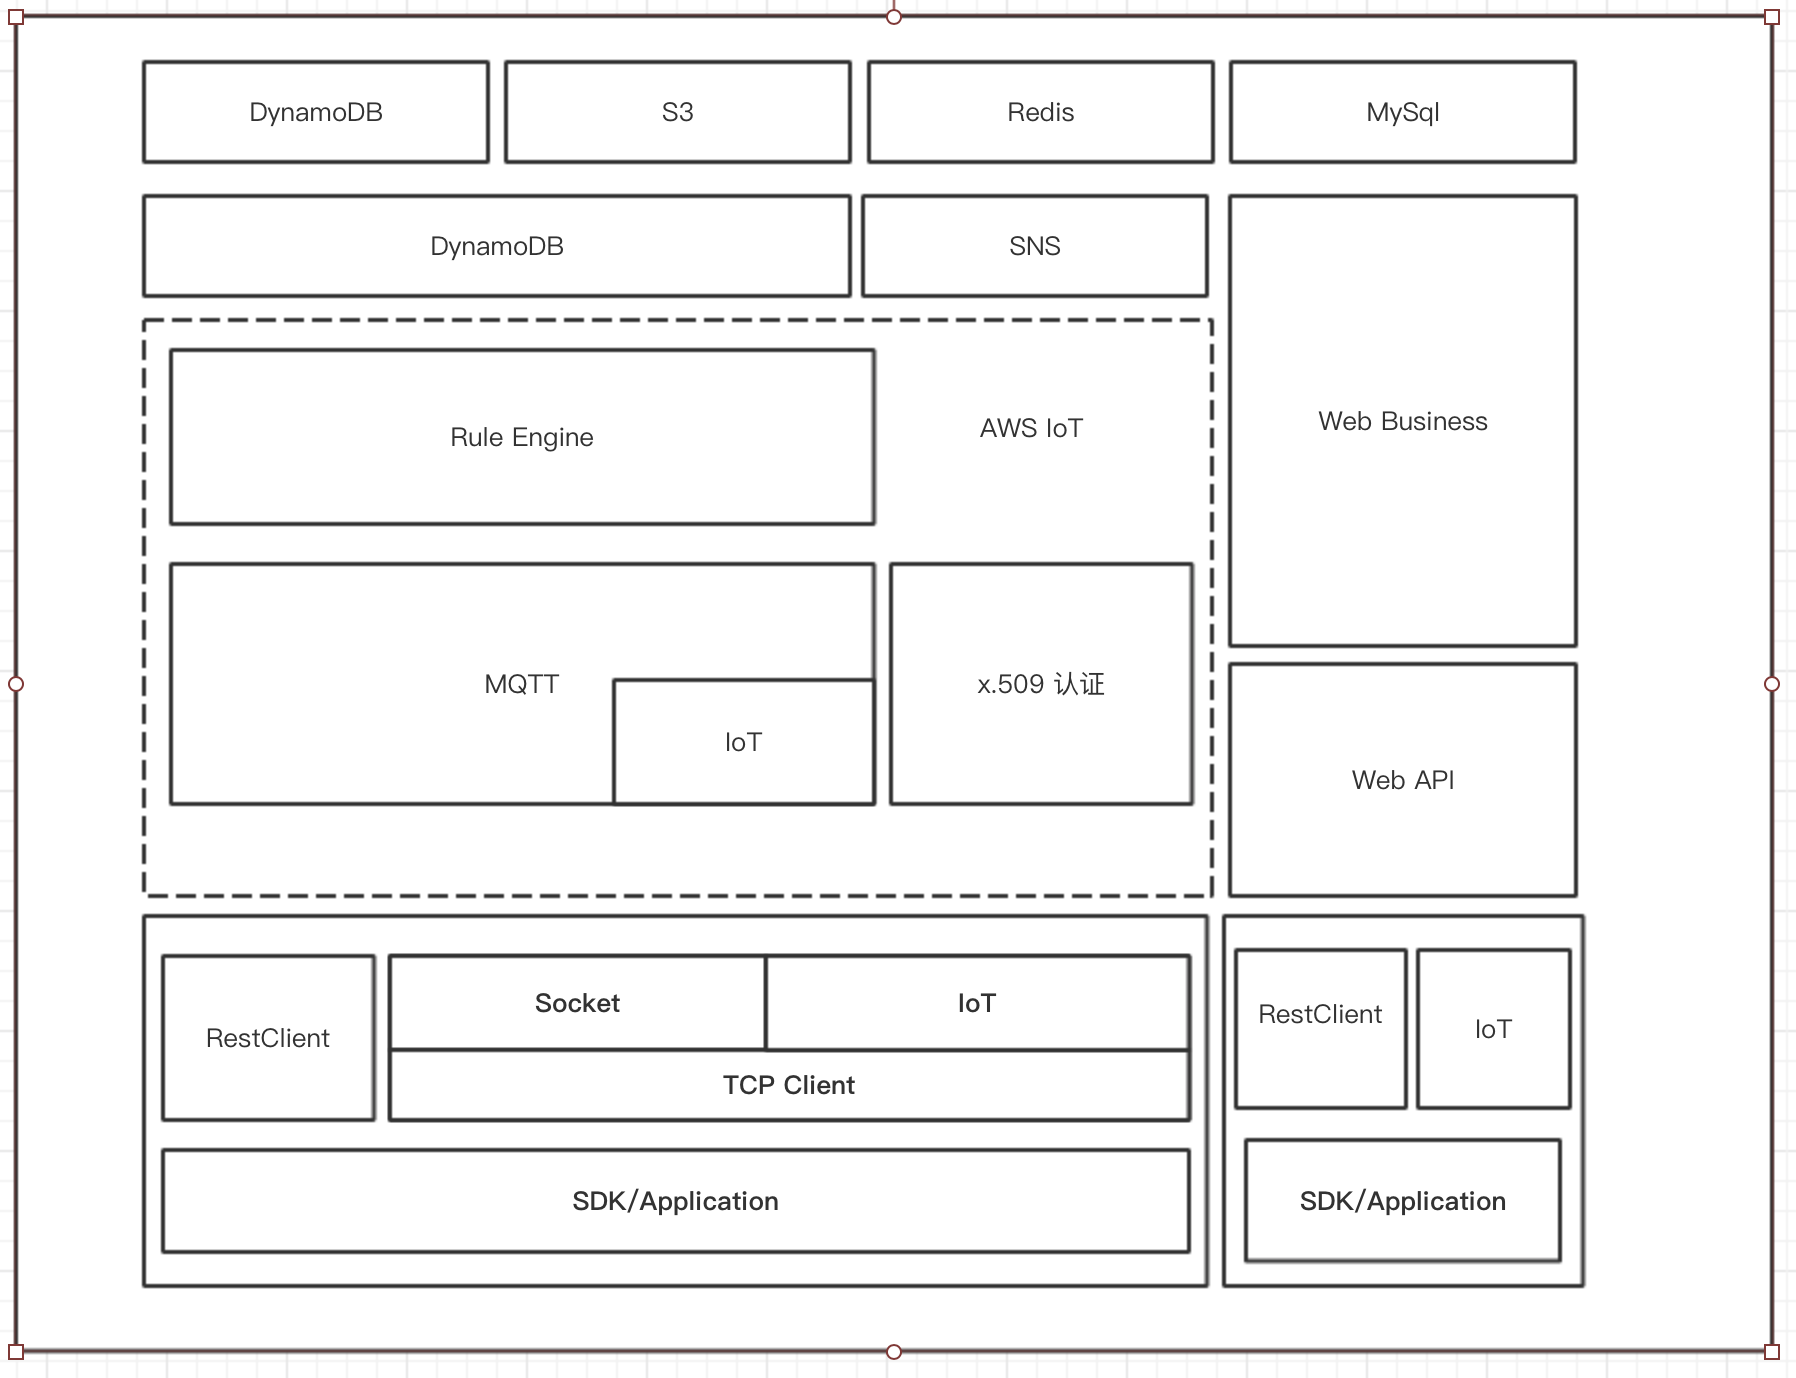 DynamoDB
S3
Redis
MySql
DynamoDB
SNS
Rule Engine
AWS IoT
Web Business
MQTT
IoT
x.509 认证
Web API
RestClient
Socket
IoT
TCP Client
SDK/Application
RestClient
IoT
SDK/Application